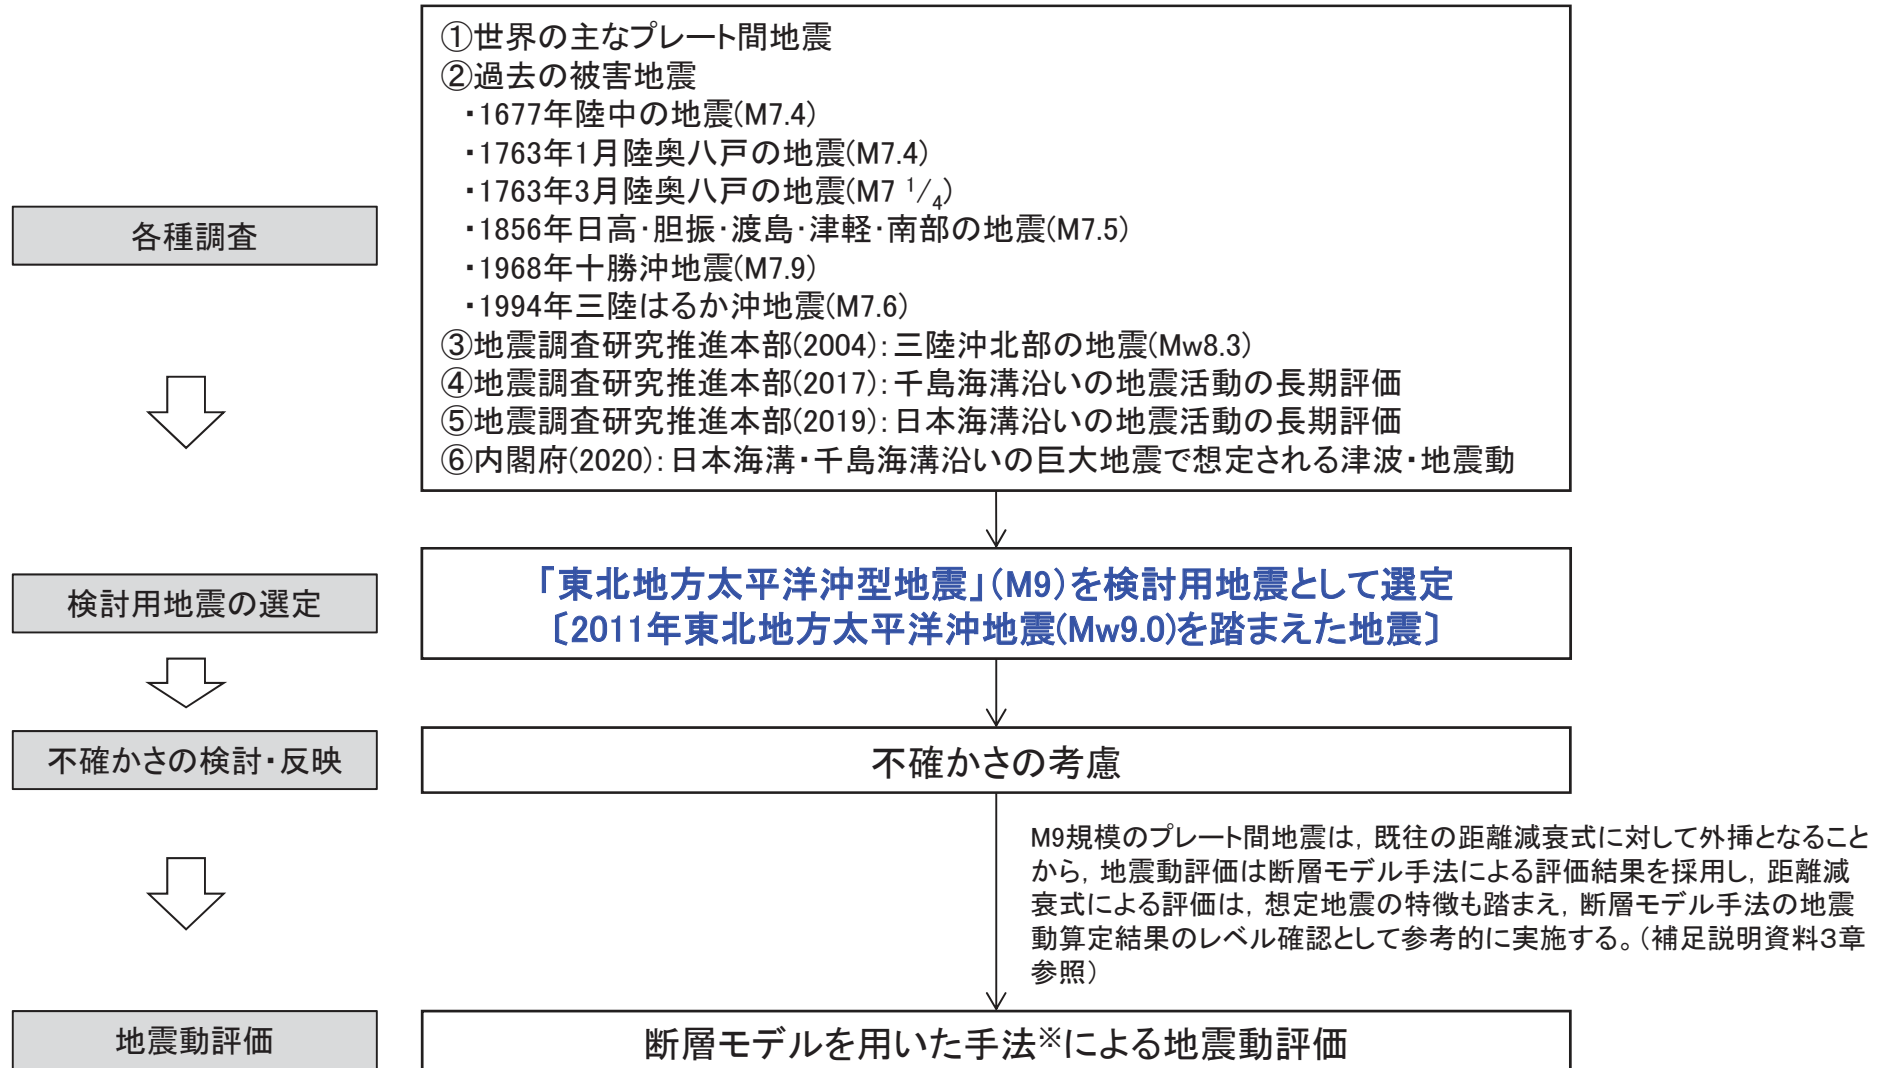 ①世界の主なプレート間地震
②過去の被害地震
・1677年陸中の地震(M7.4)
・1763年1月陸奥八戸の地震(M7.4)
・1763年3月陸奥八戸の地震(M7 1/4)
・1856年日高・胆振・渡島・津軽・南部の地震(M7.5)
・1968年十勝沖地震(M7.9)
・1994年三陸はるか沖地震(M7.6)
③地震調査研究推進本部(2004):三陸沖北部の地震(Mw8.3)
④地震調査研究推進本部(2017):千島海溝沿いの地震活動の長期評価
⑤地震調査研究推進本部(2019):日本海溝沿いの地震活動の長期評価
⑥内閣府(2020):日本海溝・千島海溝沿いの巨大地震で想定される津波・地震動
各種調査
検討用地震の選定
「東北地方太平洋沖型地震」(M9)を検討用地震として選定
〔2011年東北地方太平洋沖地震(Mw9.0)を踏まえた地震〕
不確かさの検討・反映
不確かさの考慮
M9規模のプレート間地震は,既往の距離減衰式に対して外挿となること
から,地震動評価は断層モデル手法による評価結果を採用し,距離減
衰式による評価は,想定地震の特徴も踏まえ,断層モデル手法の地震
動算定結果のレベル確認として参考的に実施する。(補足説明資料3章
参照)
地震動評価
断層モデルを用いた手法※による地震動評価